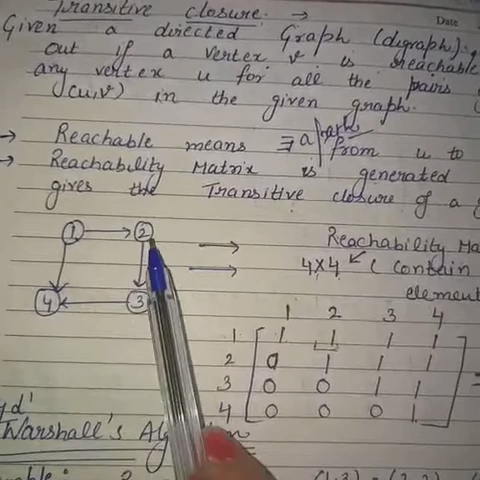 Transitive closure. →
Date
Given a directed Graph (digraph),
out if a vertex v is reachable
any vertex u for all the pairs
(u,v) in the given graph.
→ Reachable means ∃ a path from u to
→ Reachability Matrix is generated
gives the Transitive closure of a
1 → 2 → Reachability Ma
→ 4×4 ( Contain
4 ← 3 element
1 2 3 4
1 1 1 1 1
2 0 1 1 1
3 0 0 1 1
4 0 0 0 1
Warshall's